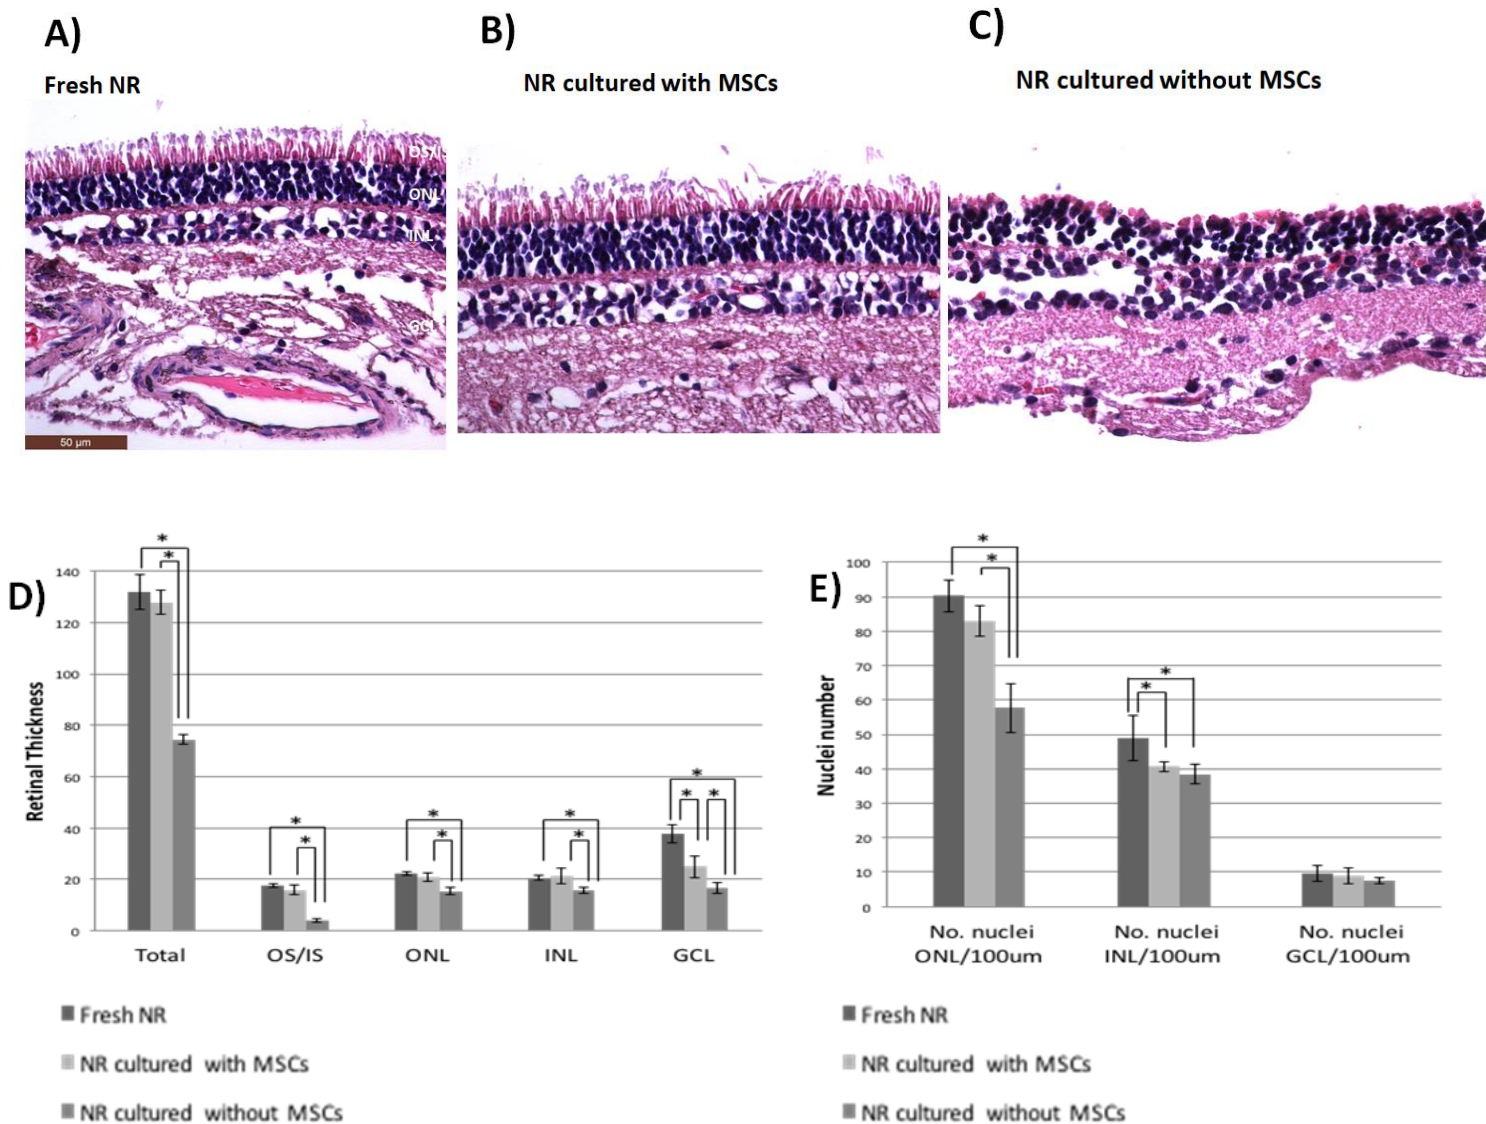 A)
B)
C)
Fresh NR
NR cultured with MSCs
NR cultured without MSCs
OS/IS
ONL
INL
GCL
50 µm
D)
Retinal Thickness
140
120
100
80
60
40
20
0
* *
* *
* *
* *
* * *
Total OS/IS ONL INL GCL
Fresh NR
NR cultured with MSCs
NR cultured without MSCs
E)
Nuclei number
100
90
80
70
60
50
40
30
20
10
0
* *
* *
No. nuclei ONL/100um
No. nuclei INL/100um
No. nuclei GCL/100um
Fresh NR
NR cultured with MSCs
NR cultured without MSCs